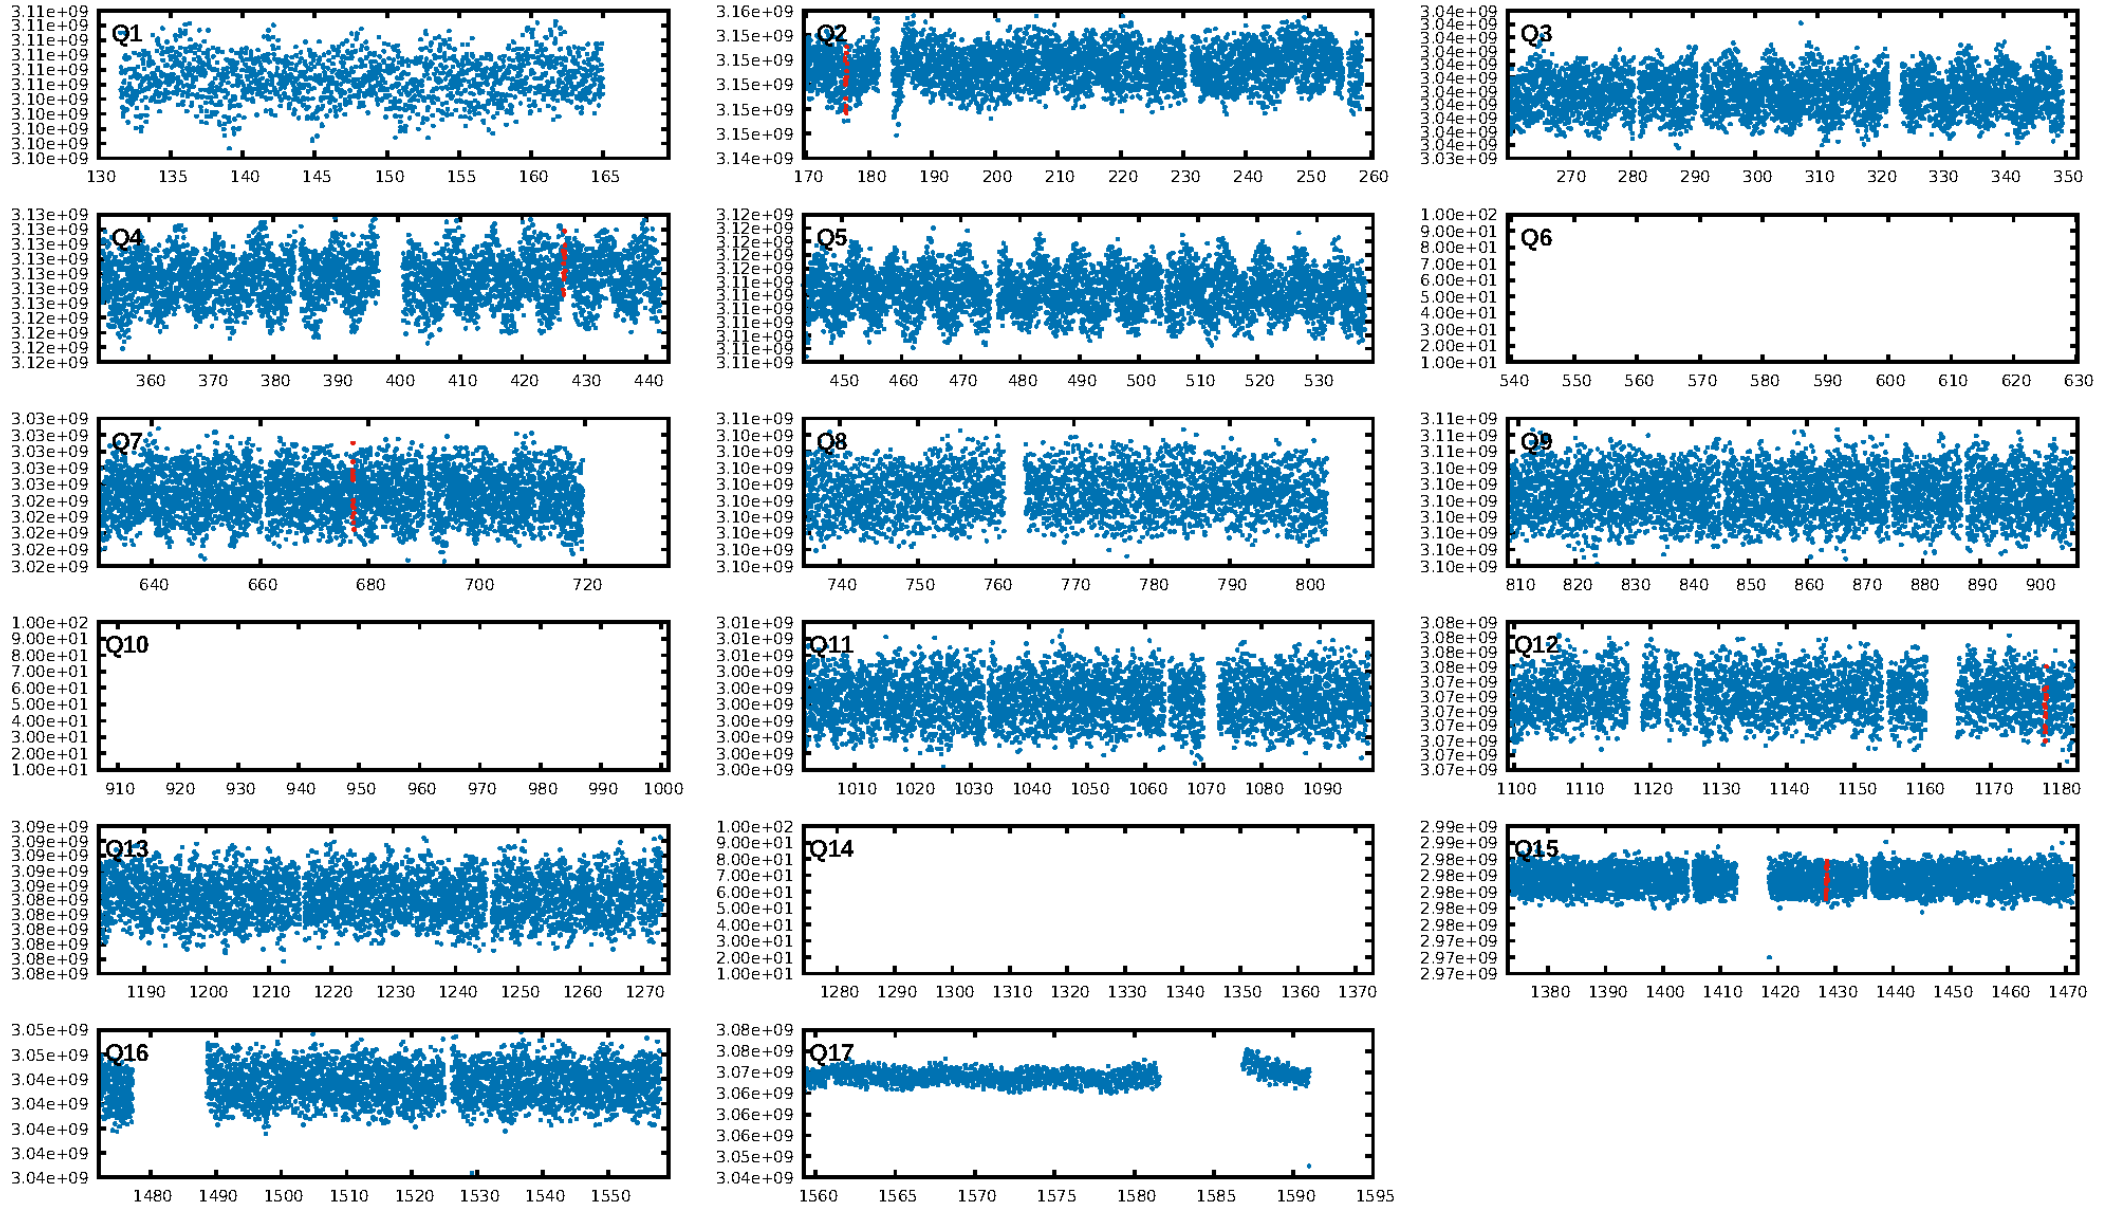 3.11e+09 3.11e+09 3.11e+09 3.11e+09 3.11e+09 3.10e+09 3.10e+09 3.10e+09 3.10e+09 3.10e+09 3.10e+09
Q1
130 135 140 145 150 155 160 165
3.16e+09 3.15e+09 3.15e+09 3.15e+09 3.15e+09 3.15e+09 3.14e+09
Q2
170 180 190 200 210 220 230 240 250 260
3.04e+09 3.04e+09 3.04e+09 3.04e+09 3.04e+09 3.04e+09 3.04e+09 3.04e+09 3.04e+09 3.04e+09 3.04e+09 3.03e+09
Q3
270 280 290 300 310 320 330 340 350
3.13e+09 3.13e+09 3.13e+09 3.13e+09 3.13e+09 3.13e+09 3.13e+09 3.12e+09 3.12e+09 3.12e+09 3.12e+09
Q4
360 370 380 390 400 410 420 430 440
3.12e+09 3.12e+09 3.12e+09 3.12e+09 3.12e+09 3.11e+09 3.11e+09 3.11e+09 3.11e+09 3.11e+09 3.11e+09 3.11e+09
Q5
450 460 470 480 490 500 510 520 530
1.00e+02 9.00e+01 8.00e+01 7.00e+01 6.00e+01 5.00e+01 4.00e+01 3.00e+01 2.00e+01 1.00e+01
Q6
540 550 560 570 580 590 600 610 620 630
3.03e+09 3.03e+09 3.03e+09 3.03e+09 3.03e+09 3.02e+09 3.02e+09 3.02e+09 3.02e+09 3.02e+09
Q7
640 660 680 700 720
3.11e+09 3.10e+09 3.10e+09 3.10e+09 3.10e+09 3.10e+09 3.10e+09 3.10e+09 3.10e+09 3.10e+09
Q8
740 750 760 770 780 790 800
3.11e+09 3.11e+09 3.10e+09 3.10e+09 3.10e+09 3.10e+09 3.10e+09 3.10e+09 3.10e+09 3.10e+09
Q9
810 820 830 840 850 860 870 880 890 900
1.00e+02 9.00e+01 8.00e+01 7.00e+01 6.00e+01 5.00e+01 4.00e+01 3.00e+01 2.00e+01 1.00e+01
Q10
910 920 930 940 950 960 970 980 990 1000
3.01e+09 3.01e+09 3.01e+09 3.00e+09 3.00e+09 3.00e+09 3.00e+09 3.00e+09 3.00e+09 3.00e+09
Q11
1010 1020 1030 1040 1050 1060 1070 1080 1090
3.08e+09 3.08e+09 3.08e+09 3.08e+09 3.07e+09 3.07e+09 3.07e+09 3.07e+09 3.07e+09 3.07e+09 3.07e+09
Q12
1100 1110 1120 1130 1140 1150 1160 1170 1180
3.09e+09 3.09e+09 3.09e+09 3.09e+09 3.09e+09 3.08e+09 3.08e+09 3.08e+09 3.08e+09 3.08e+09 3.08e+09
Q13
1190 1200 1210 1220 1230 1240 1250 1260 1270
1.00e+02 9.00e+01 8.00e+01 7.00e+01 6.00e+01 5.00e+01 4.00e+01 3.00e+01 2.00e+01 1.00e+01
Q14
1280 1290 1300 1310 1320 1330 1340 1350 1360 1370
2.99e+09 2.99e+09 2.98e+09 2.98e+09 2.98e+09 2.98e+09 2.97e+09 2.97e+09 2.97e+09
Q15
1380 1390 1400 1410 1420 1430 1440 1450 1460 1470
3.05e+09 3.05e+09 3.04e+09 3.04e+09 3.04e+09 3.04e+09 3.04e+09
Q16
1480 1490 1500 1510 1520 1530 1540 1550
3.08e+09 3.08e+09 3.07e+09 3.06e+09 3.06e+09 3.06e+09 3.05e+09 3.04e+09
Q17
1560 1565 1570 1575 1580 1585 1590 1595